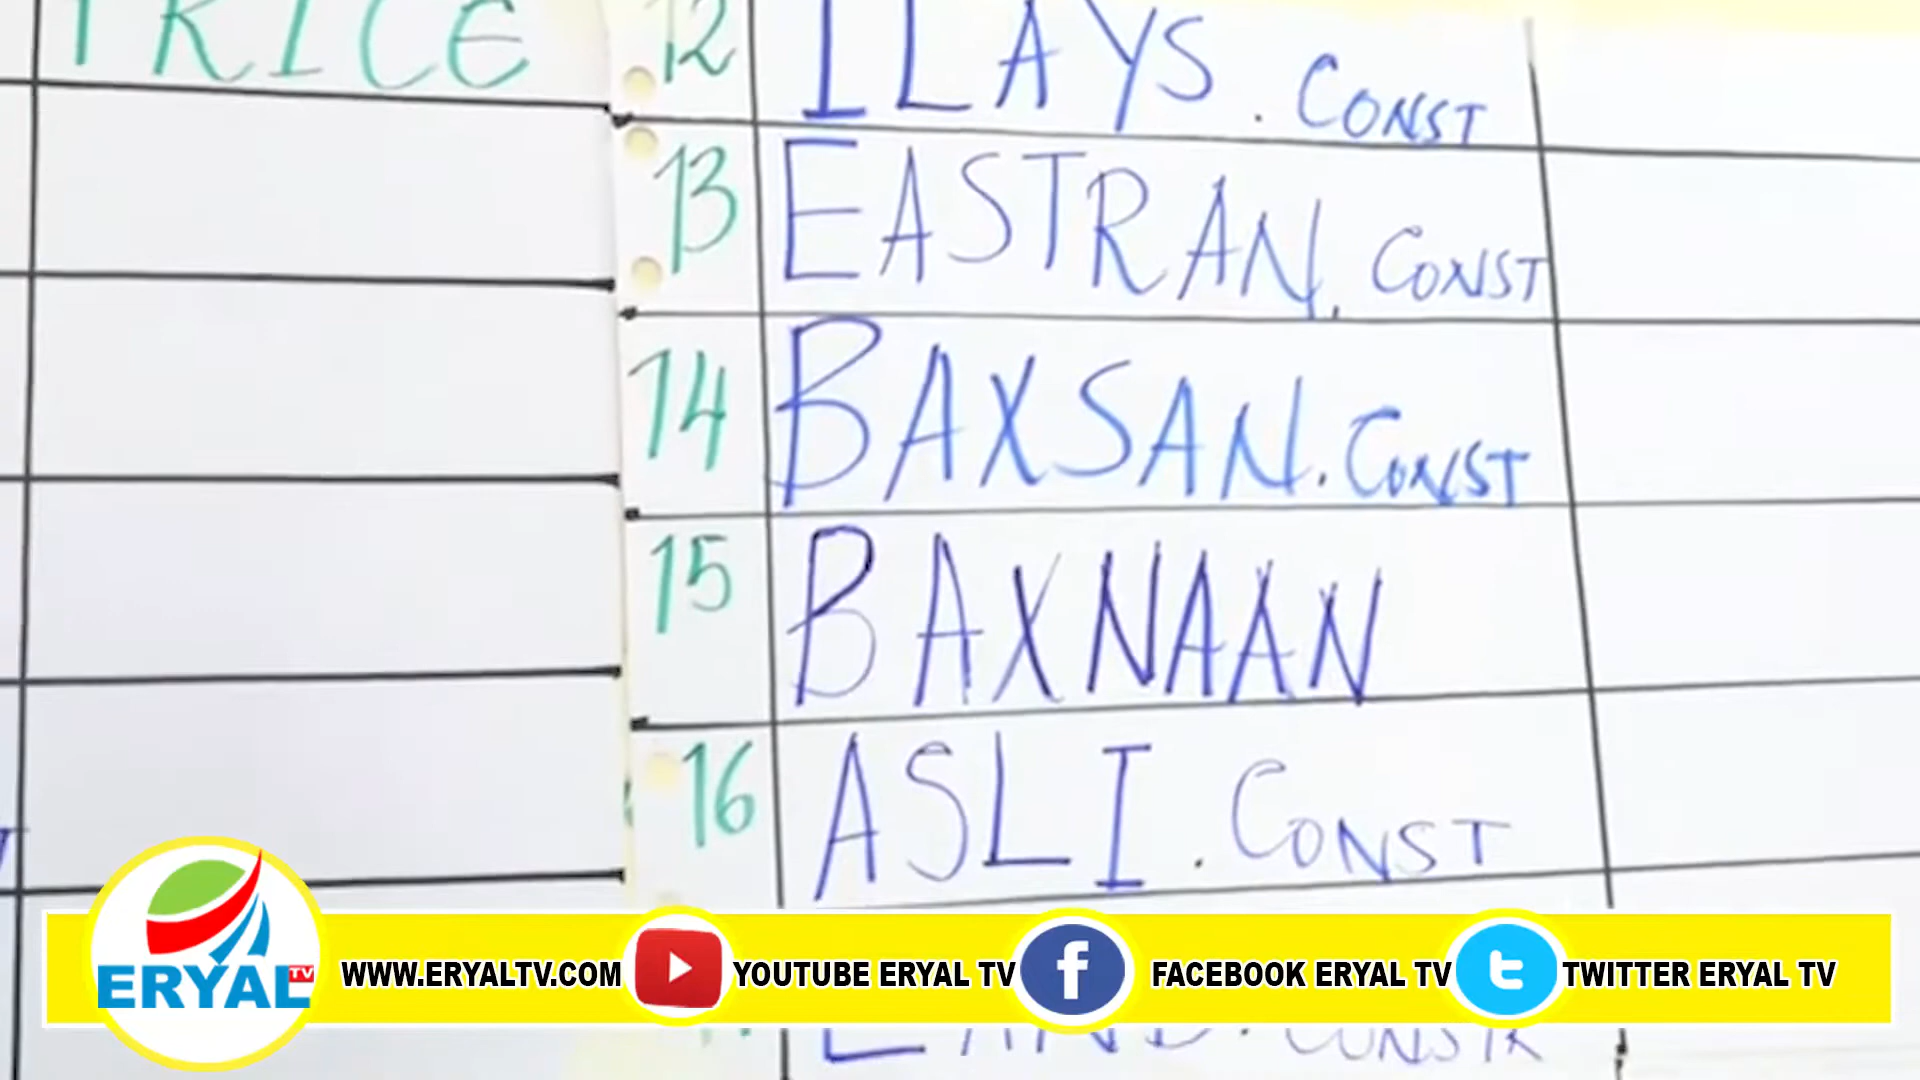 PRICE
12 ILAYS. CONST
13 EASTRAN. CONST
14 BAXSAN. CONST
15 BAXNAAN
16 ASLI. CONST
ERYAL TV
WWW.ERYALTV.COM YOUTUBE ERYAL TV FACEBOOK ERYAL TV TWITTER ERYAL TV